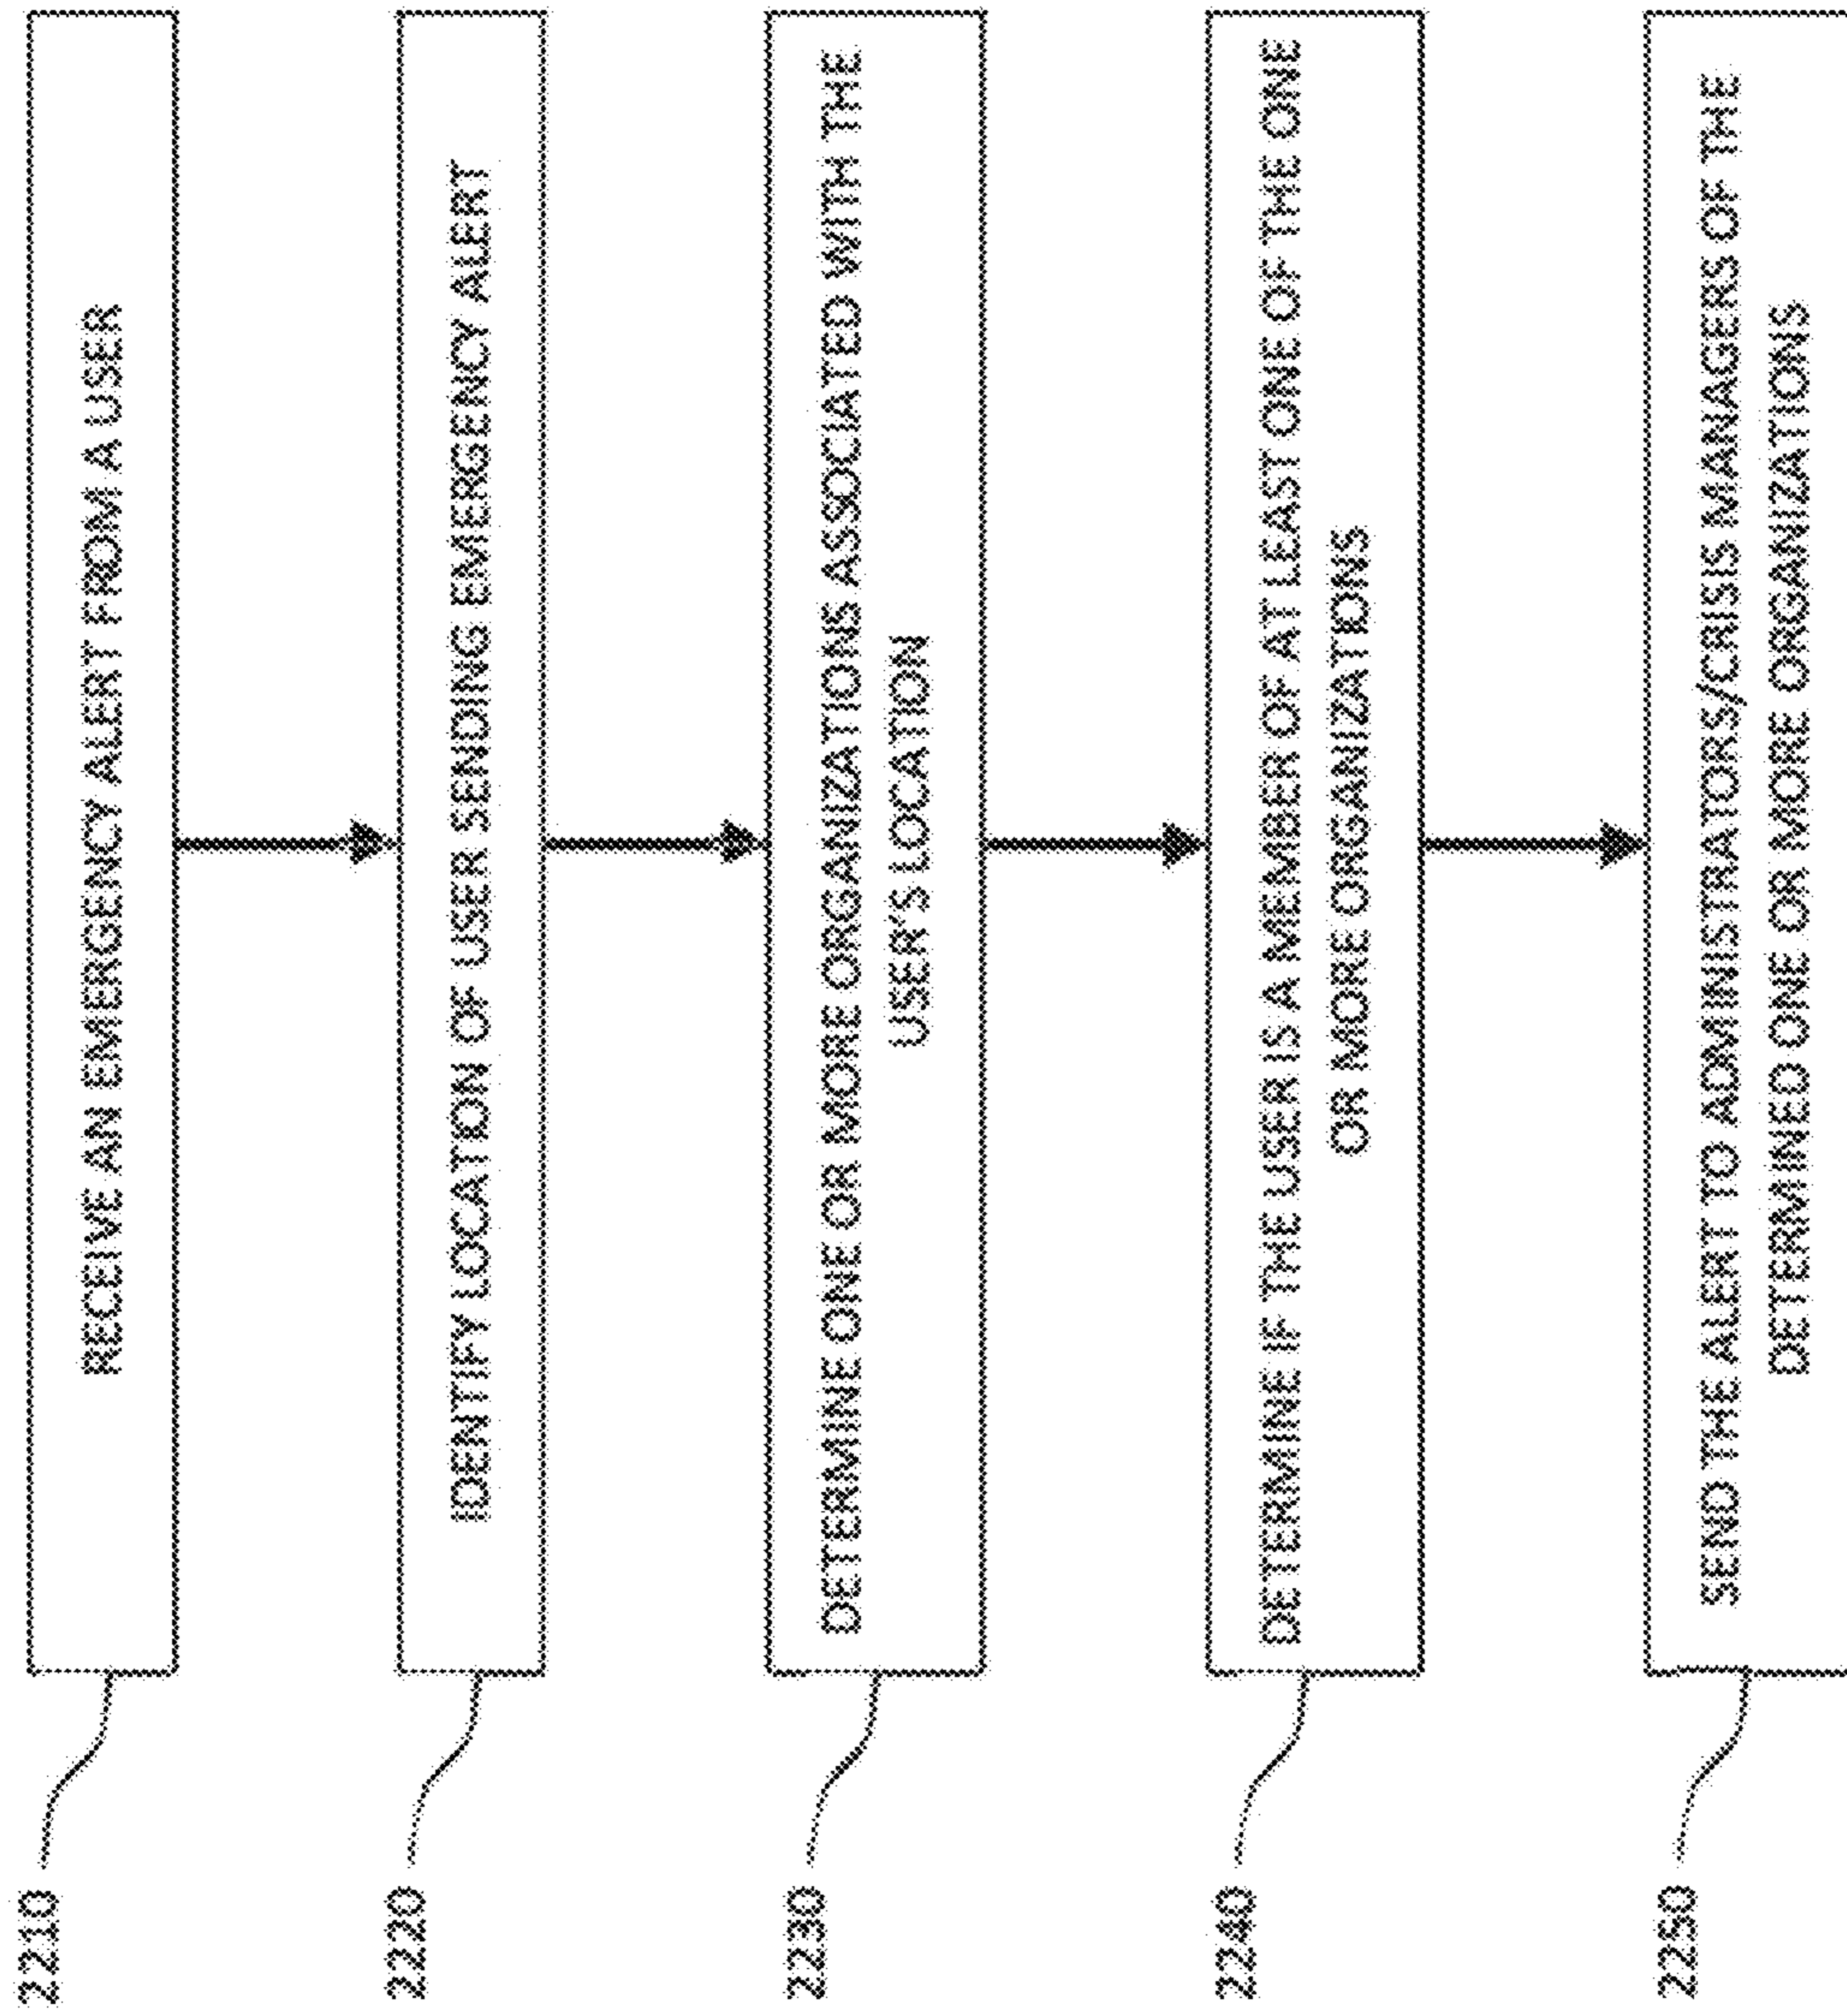 2210
RECEIVE AN EMERGENCY ALERT FROM A USER
2220
IDENTIFY LOCATION OF USER SENDING EMERGENCY ALERT
2230
DETERMINE ONE OR MORE ORGANIZATIONS ASSOCIATED WITH THE
USER'S LOCATION
2240
DETERMINE IF THE USER IS A MEMBER OF AT LEAST ONE OF THE ONE
OR MORE ORGANIZATIONS
2250
SEND THE ALERT TO ADMINISTRATORS/CRISIS MANAGERS OF THE
DETERMINED ONE OR MORE ORGANIZATIONS